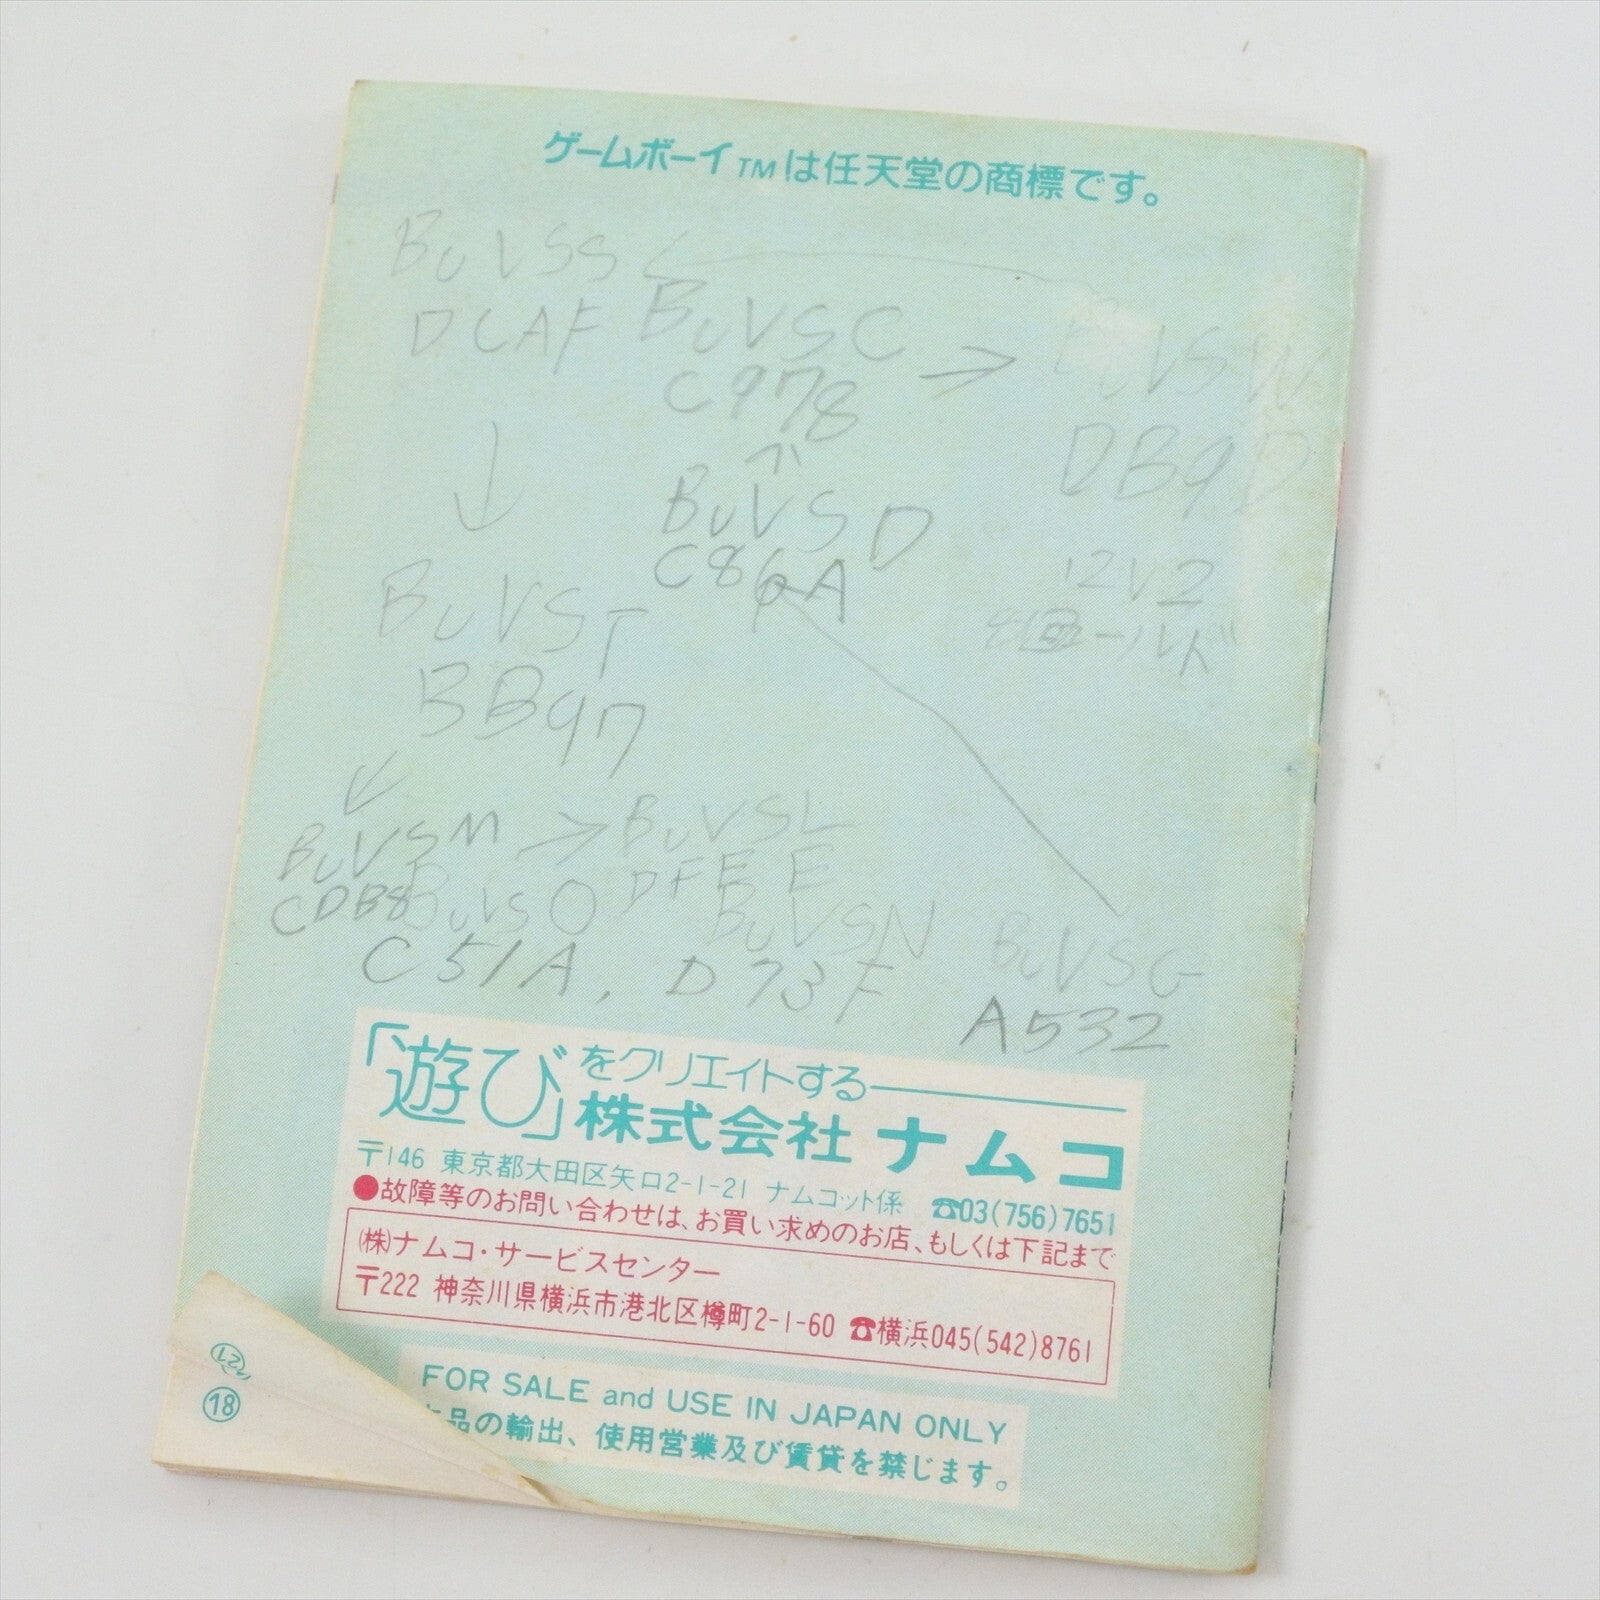 ゲームボーイTMは任天堂の商標です。
BUVSS
DCAF
BUVSC
C978
VSW
DB9D
BUVSD
C86A
12V2
BUVST
BB97
BUVSM
CDB8
BUVSL
DFEE
BUVSO
C51A,
BUVSN
D73F
BUVSG
A532
「遊び」をクリエイトする
株式会社ナムコ
〒146 東京都大田区矢口2-1-21 ナムコット係 ☎03(756)7651
●故障等のお問い合わせは、お買い求めのお店、もしくは下記まで
(株)ナムコ・サービスセンター
〒222 神奈川県横浜市港北区樽町2-1-60 ☎横浜045(542)8761
FOR SALE and USE IN JAPAN ONLY
品の輸出、使用営業及び賃貸を禁じます。
18